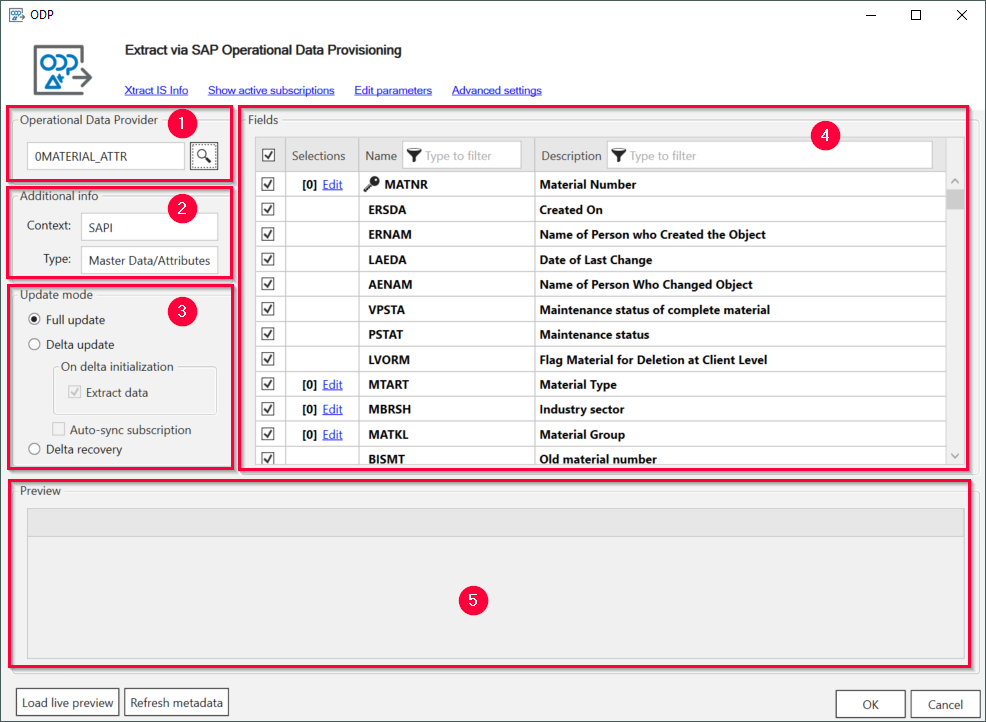 ODP
ODP
Extract via SAP Operational Data Provisioning
Xtract IS Info Show active subscriptions Edit parameters Advanced settings
Operational Data Provider 1
0MATERIAL_ATTR
Additional info 2
Context: SAPI
Type: Master Data/Attributes
Update mode 3
Full update
Delta update
On delta initialization
Extract data
Auto-sync subscription
Delta recovery
Fields 4
Selections Name Type to filter Description Type to filter
[0] Edit MATNR Material Number
ERSDA Created On
ERNAM Name of Person who Created the Object
LAEDA Date of Last Change
AENAM Name of Person Who Changed Object
VPSTA Maintenance status of complete material
PSTAT Maintenance status
LVORM Flag Material for Deletion at Client Level
[0] Edit MTART Material Type
[0] Edit MBRSH Industry sector
[0] Edit MATKL Material Group
BISMT Old material number
Preview
5
Load live preview Refresh metadata OK Cancel